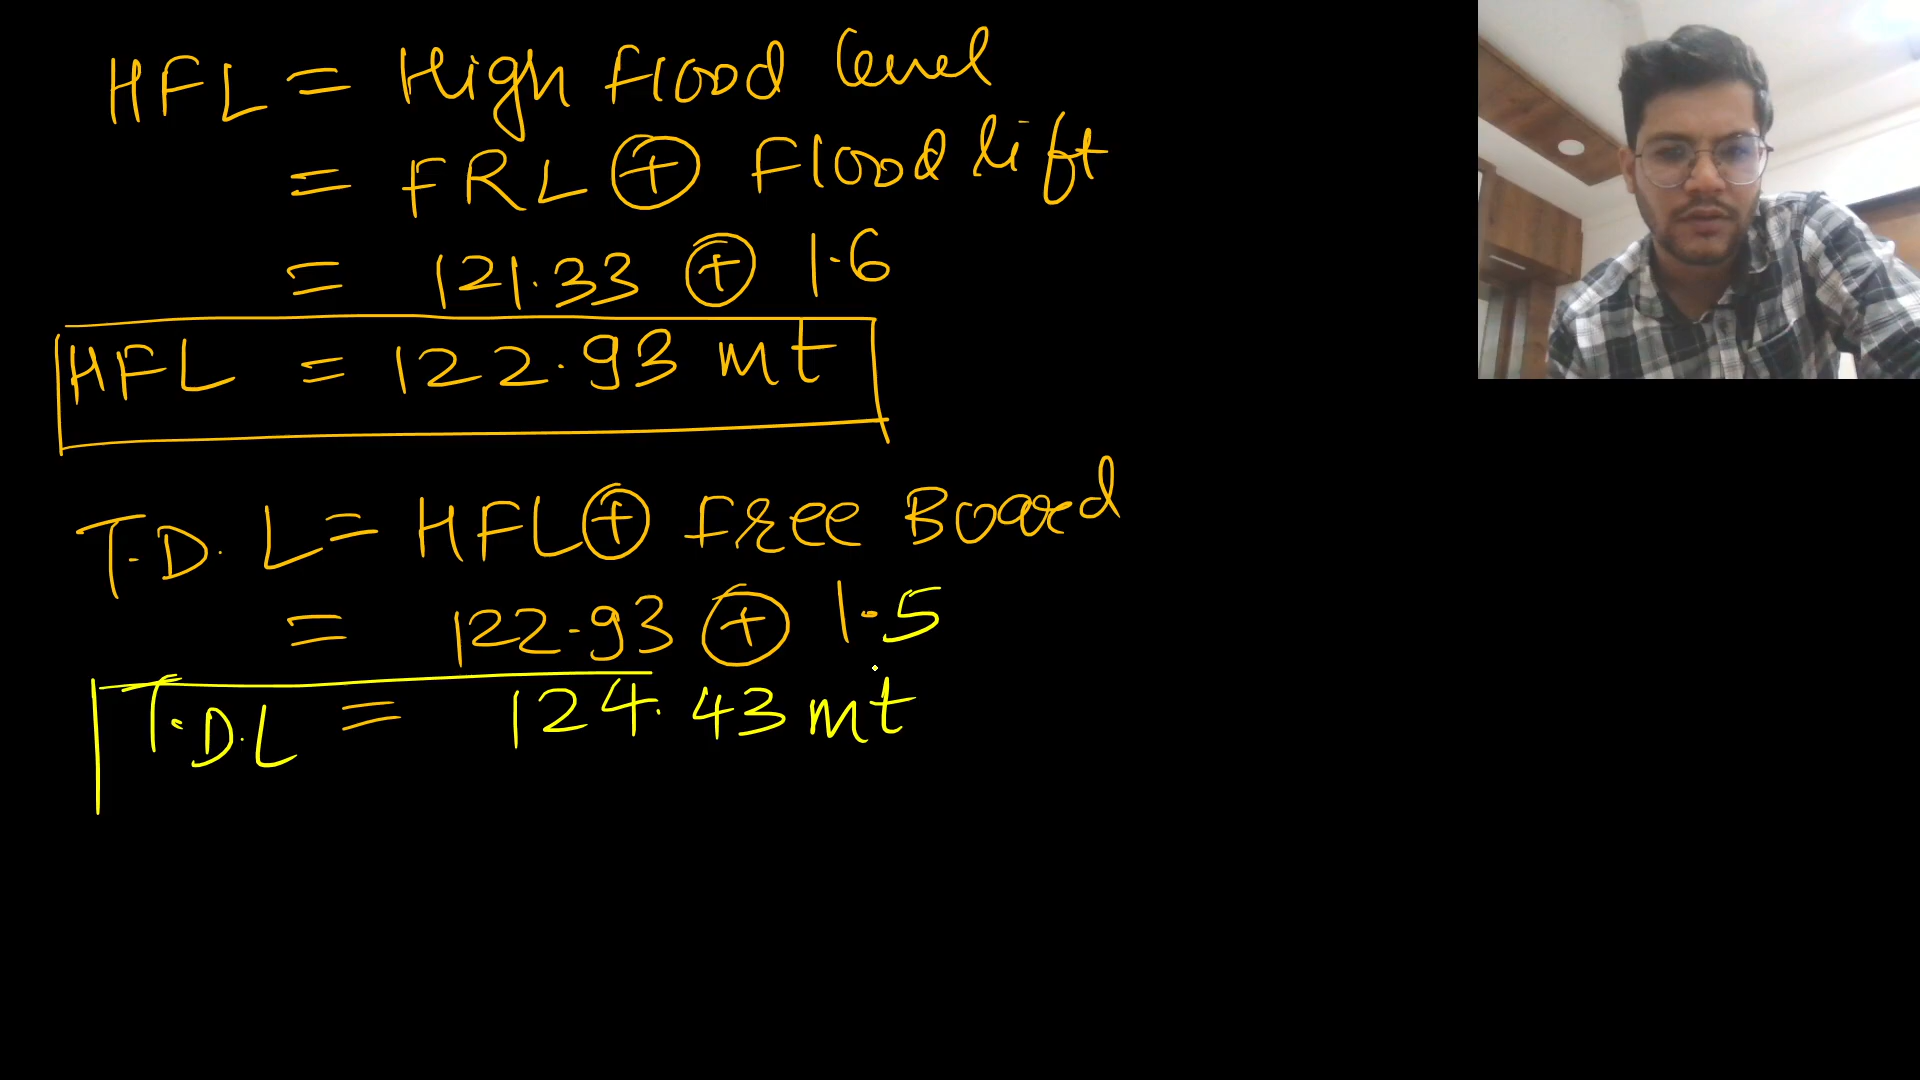 HFL = High flood level
= FRL ⊕ Flood lift
= 121.33 ⊕ 1.6
HFL = 122.93 mt
T.D.L = HFL ⊕ Free Board
= 122.93 ⊕ 1.5
T.D.L = 124.43 mt